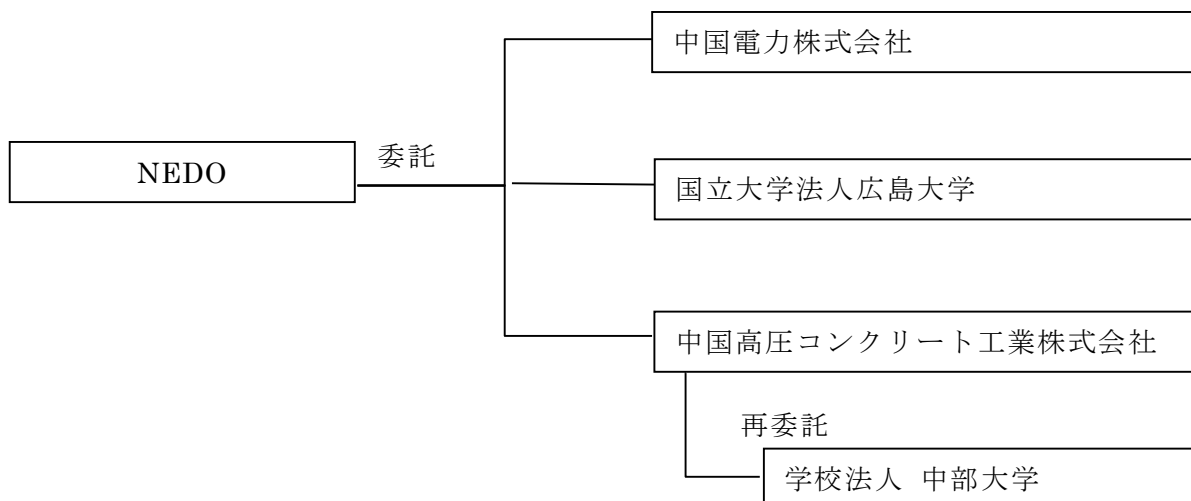 中国電力株式会社
委託
NEDO
国立大学法人広島大学
中国高圧コンクリート工業株式会社
再委託
学校法人 中部大学